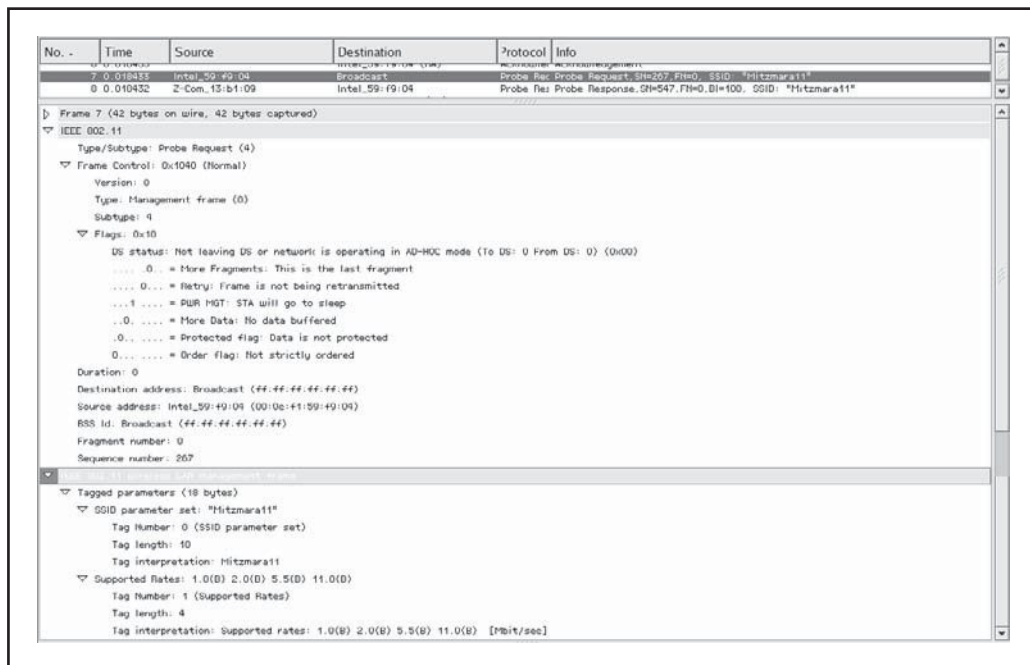 No. - Time Source Destination Protocol Info
7 0.018433 Intel_59:f9:04 Broadcast Probe Rec Probe Request,SN=267,FN=0, SSID: "Mitzmara11"
8 0.010432 Z-Com_13:b1:09 Intel_59:f9:04 Probe Res Probe Response,SN=547,FN=0,BI=100, SSID: "Mitzmara11"
Frame 7 (42 bytes on wire, 42 bytes captured)
IEEE 802.11
Type/Subtype: Probe Request (4)
Frame Control: 0x1040 (Normal)
Version: 0
Type: Management frame (0)
Subtype: 4
Flags: 0x10
DS status: Not leaving DS or network is operating in AD-HOC mode (To DS: 0 From DS: 0) (0x00)
.... .0.. = More Fragments: This is the last fragment
.... 0... = Retry: Frame is not being retransmitted
...1 .... = PWR MGT: STA will go to sleep
..0. .... = More Data: No data buffered
.0.. .... = Protected flag: Data is not protected
0... .... = Order flag: Not strictly ordered
Duration: 0
Destination address: Broadcast (ff:ff:ff:ff:ff:ff)
Source address: Intel_59:f9:04 (00:0e:f1:59:f9:04)
BSS Id: Broadcast (ff:ff:ff:ff:ff:ff)
Fragment number: 0
Sequence number: 267
IEEE 802.11 wireless LAN management frame
Tagged parameters (18 bytes)
SSID parameter set: "Mitzmara11"
Tag Number: 0 (SSID parameter set)
Tag length: 10
Tag interpretation: Mitzmara11
Supported Rates: 1.0(B) 2.0(B) 5.5(B) 11.0(B)
Tag Number: 1 (Supported Rates)
Tag length: 4
Tag interpretation: Supported rates: 1.0(B) 2.0(B) 5.5(B) 11.0(B) [Mbit/sec]